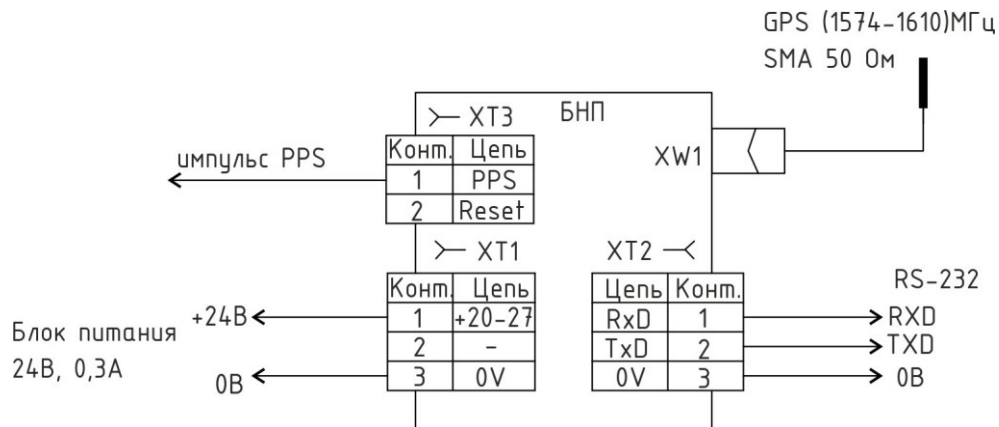 GPS (1574-1610)МГц
SMA 50 Ом
БНП
XT3
Конт. Цепь
1 PPS
2 Reset
импульс PPS
XW1
XT1
Конт. Цепь
1 +20-27
2 -
3 0V
+24В
0В
Блок питания
24В, 0,3А
XT2
Цепь Конт.
RxD 1
TxD 2
0V 3
RS-232
RXD
TXD
0В